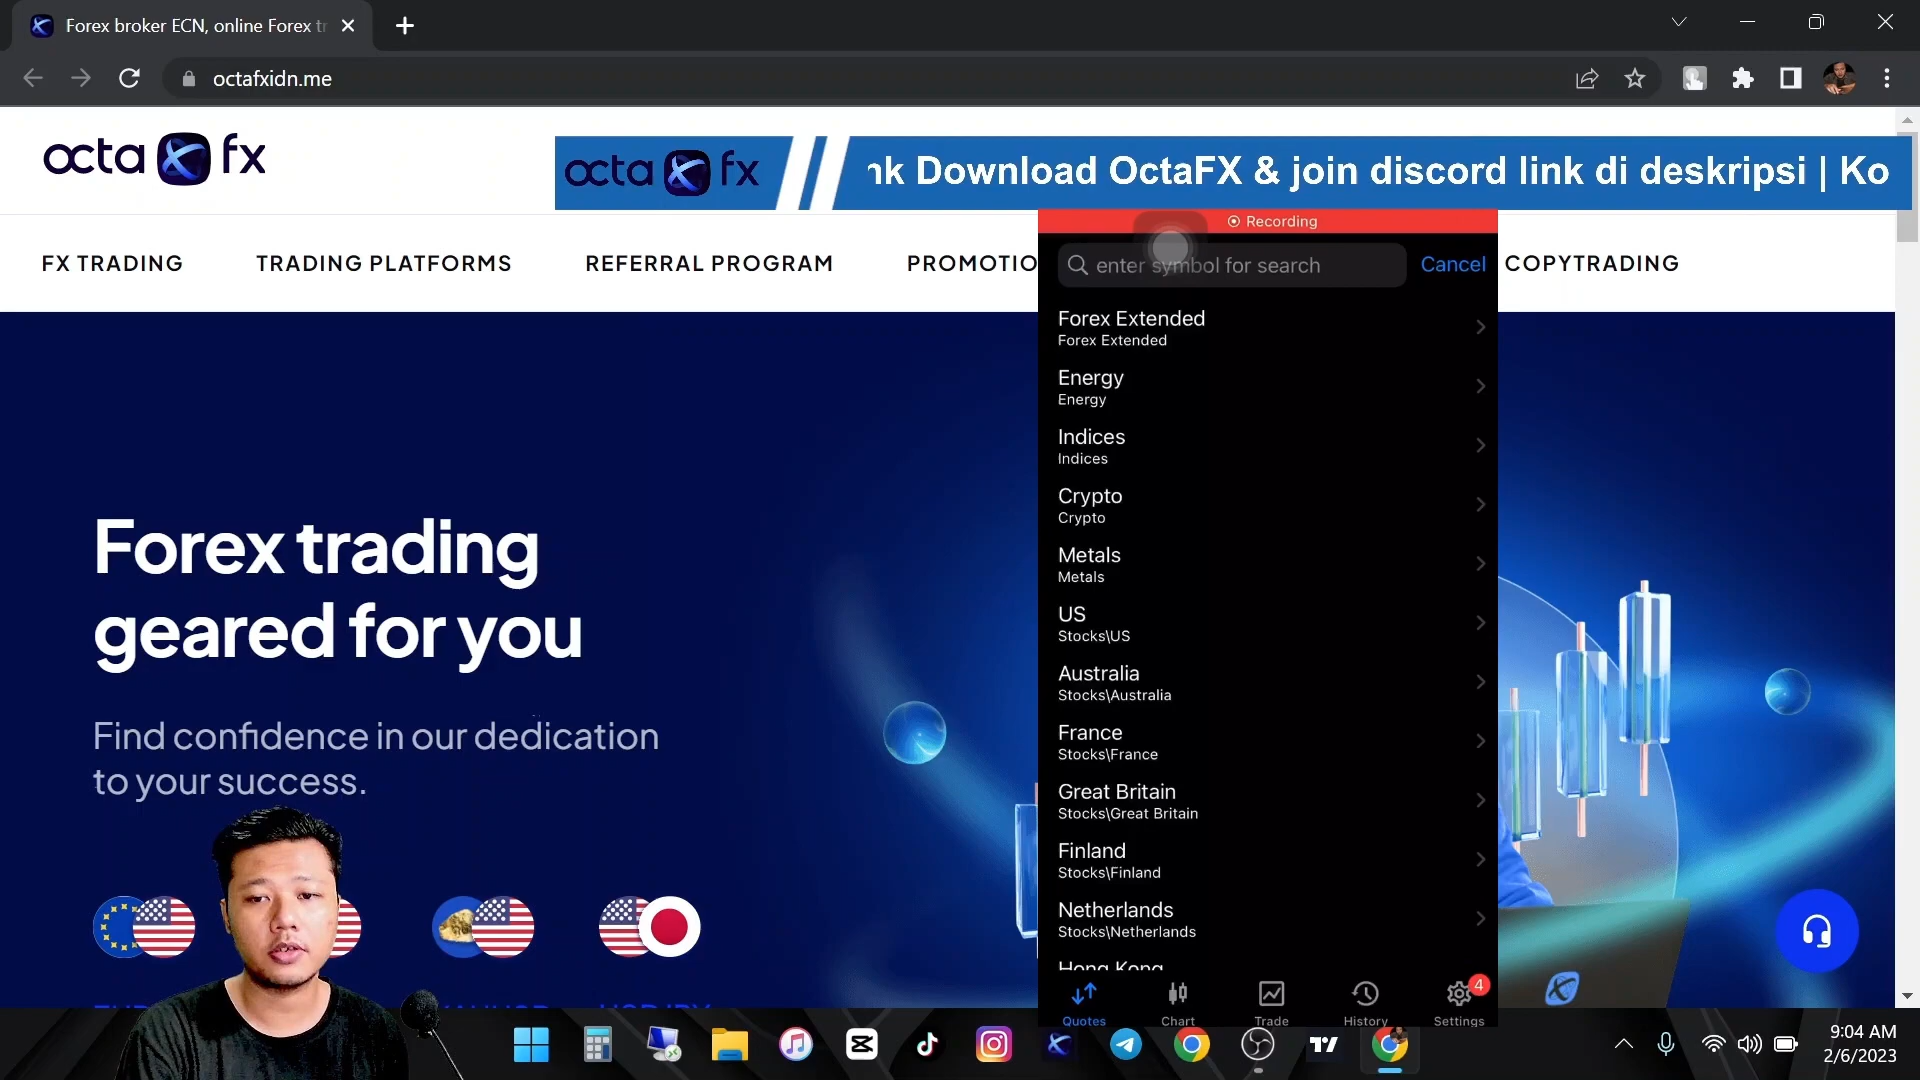 Forex broker ECN, online Forex tr
octafxidn.me
octa fx
octa fx
nk Download OctaFX & join discord link di deskripsi | Ko
FX TRADING
TRADING PLATFORMS
REFERRAL PROGRAM
PROMOTIO
COPYTRADING
Recording
enter symbol for search
Cancel
Forex Extended
Forex Extended
Energy
Energy
Indices
Indices
Crypto
Crypto
Metals
Metals
US
Stocks\US
Australia
Stocks\Australia
France
Stocks\France
Great Britain
Stocks\Great Britain
Finland
Stocks\Finland
Netherlands
Stocks\Netherlands
Hong Kong
Quotes
Chart
Trade
History
4
Settings
Forex trading
geared for you
Find confidence in our dedication
to your success.
9:04 AM
2/6/2023